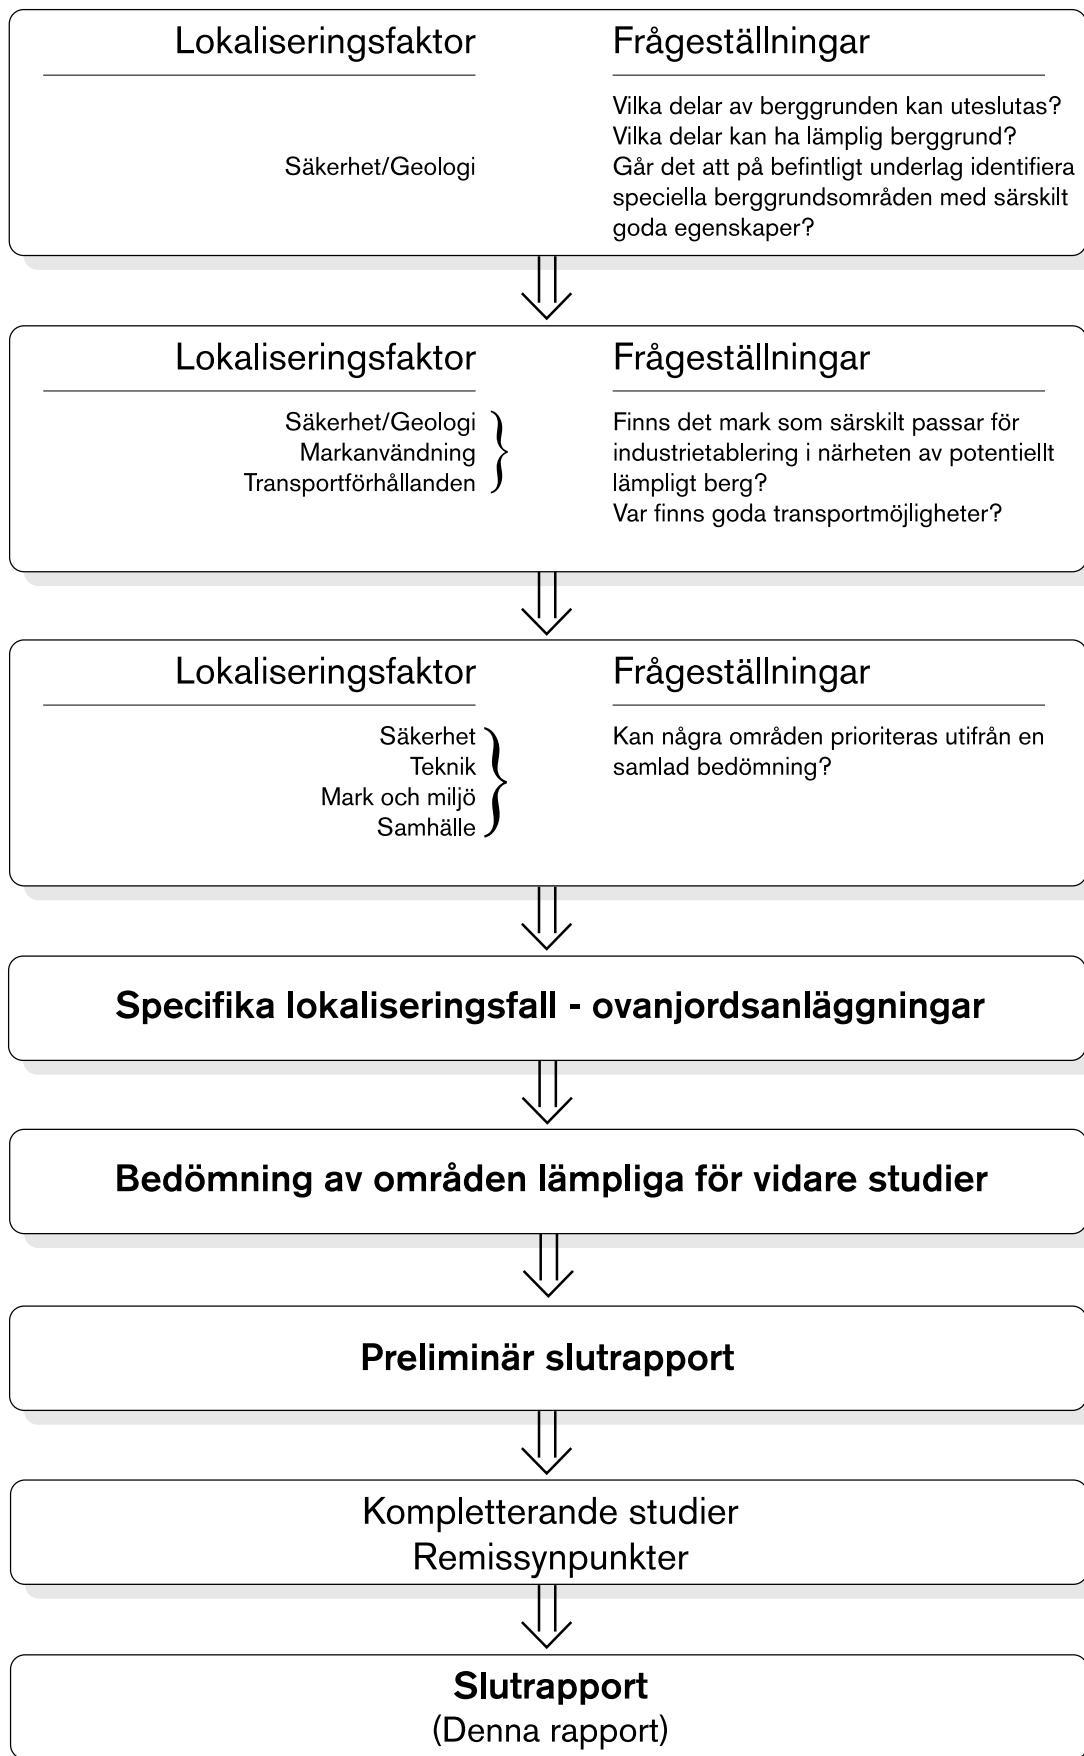 Lokaliseringsfaktor
Frågeställningar
Säkerhet/Geologi
Vilka delar av berggrunden kan uteslutas?
Vilka delar kan ha lämplig berggrund?
Går det att på befintligt underlag identifiera
speciella berggrundsområden med särskilt
goda egenskaper?
Lokaliseringsfaktor
Frågeställningar
Säkerhet/Geologi
Markanvändning
Transportförhållanden
Finns det mark som särskilt passar för
industrietablering i närheten av potentiellt
lämpligt berg?
Var finns goda transportmöjligheter?
Lokaliseringsfaktor
Frågeställningar
Säkerhet
Teknik
Mark och miljö
Samhälle
Kan några områden prioriteras utifrån en
samlad bedömning?
Specifika lokaliseringsfall - ovanjordsanläggningar
Bedömning av områden lämpliga för vidare studier
Preliminär slutrapport
Kompletterande studier
Remissynpunkter
Slutrapport
(Denna rapport)